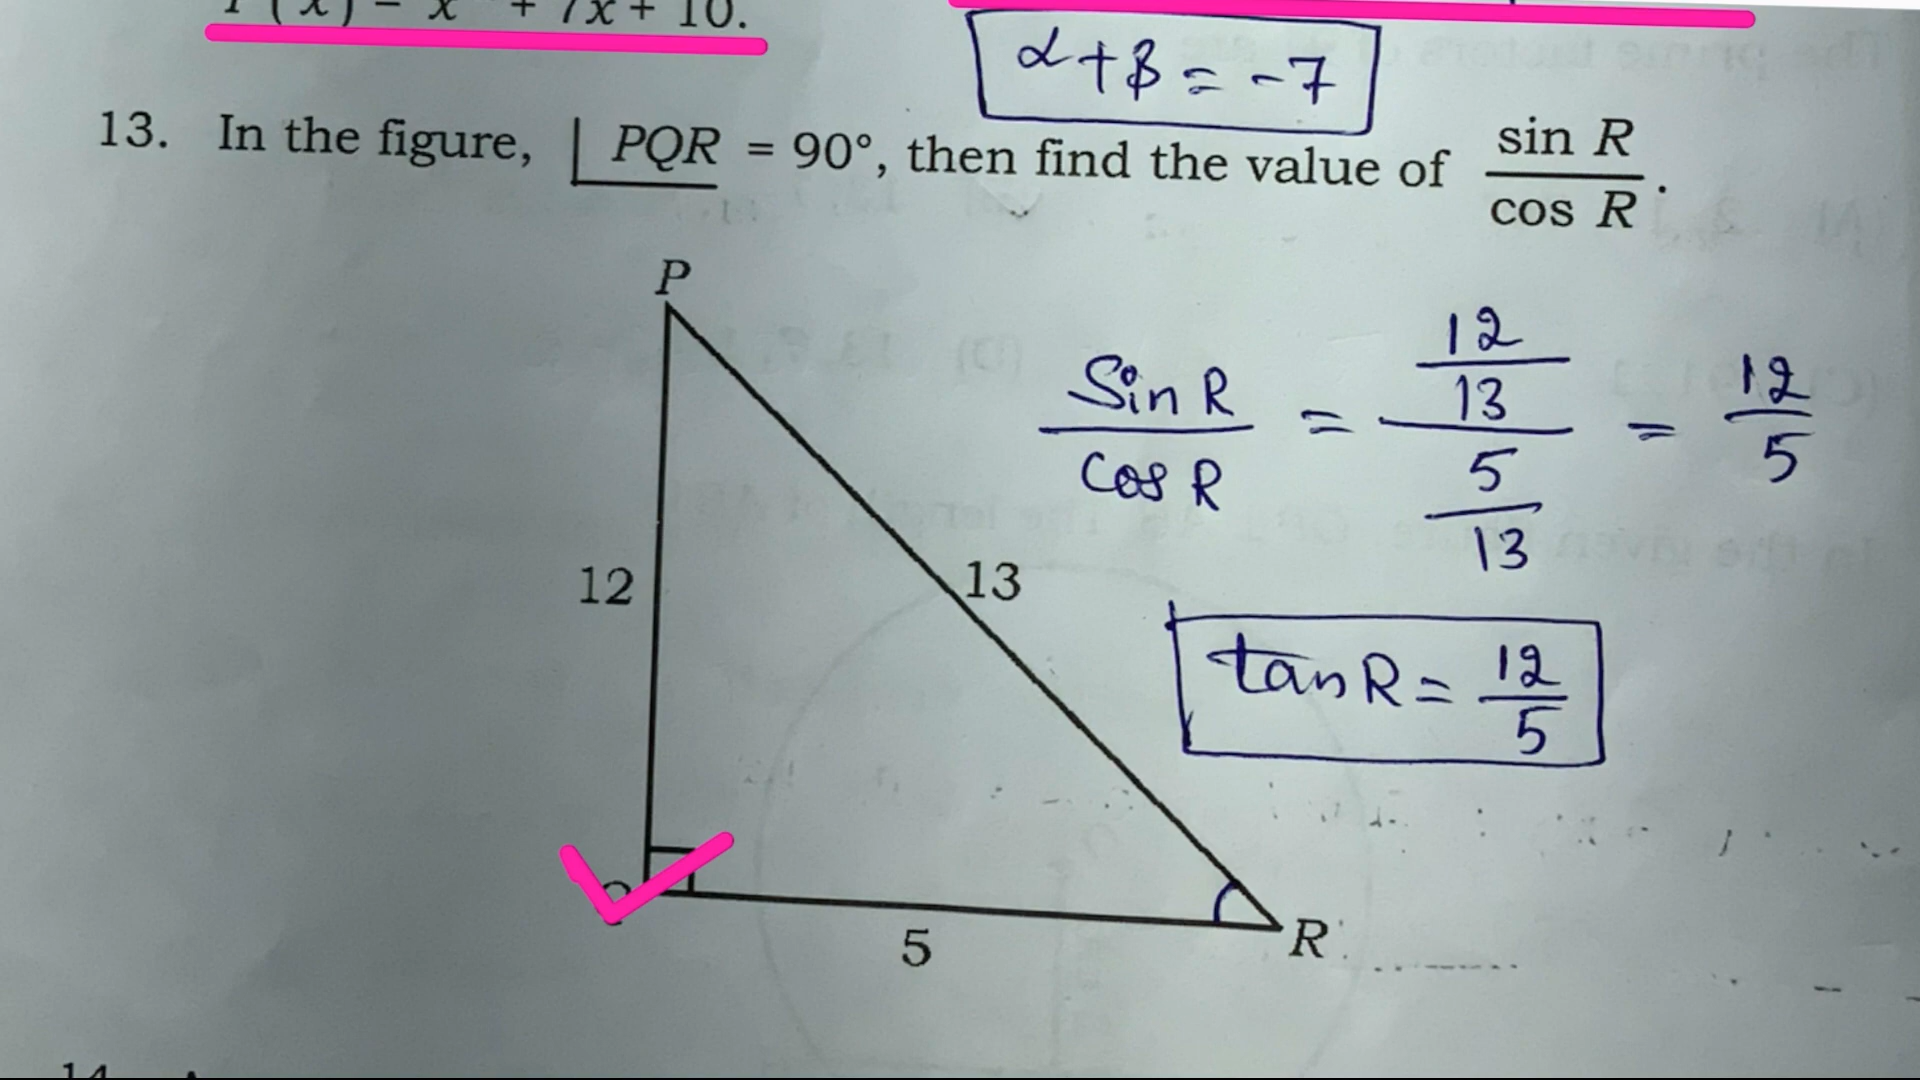 + 7x + 10.
α + β = -7
13. In the figure, ∟PQR = 90°, then find the value of sin R / cos R.
P
Sin R / Cos R = 12/13 / 5/13 = 12/5
12
13
tan R = 12/5
5
R